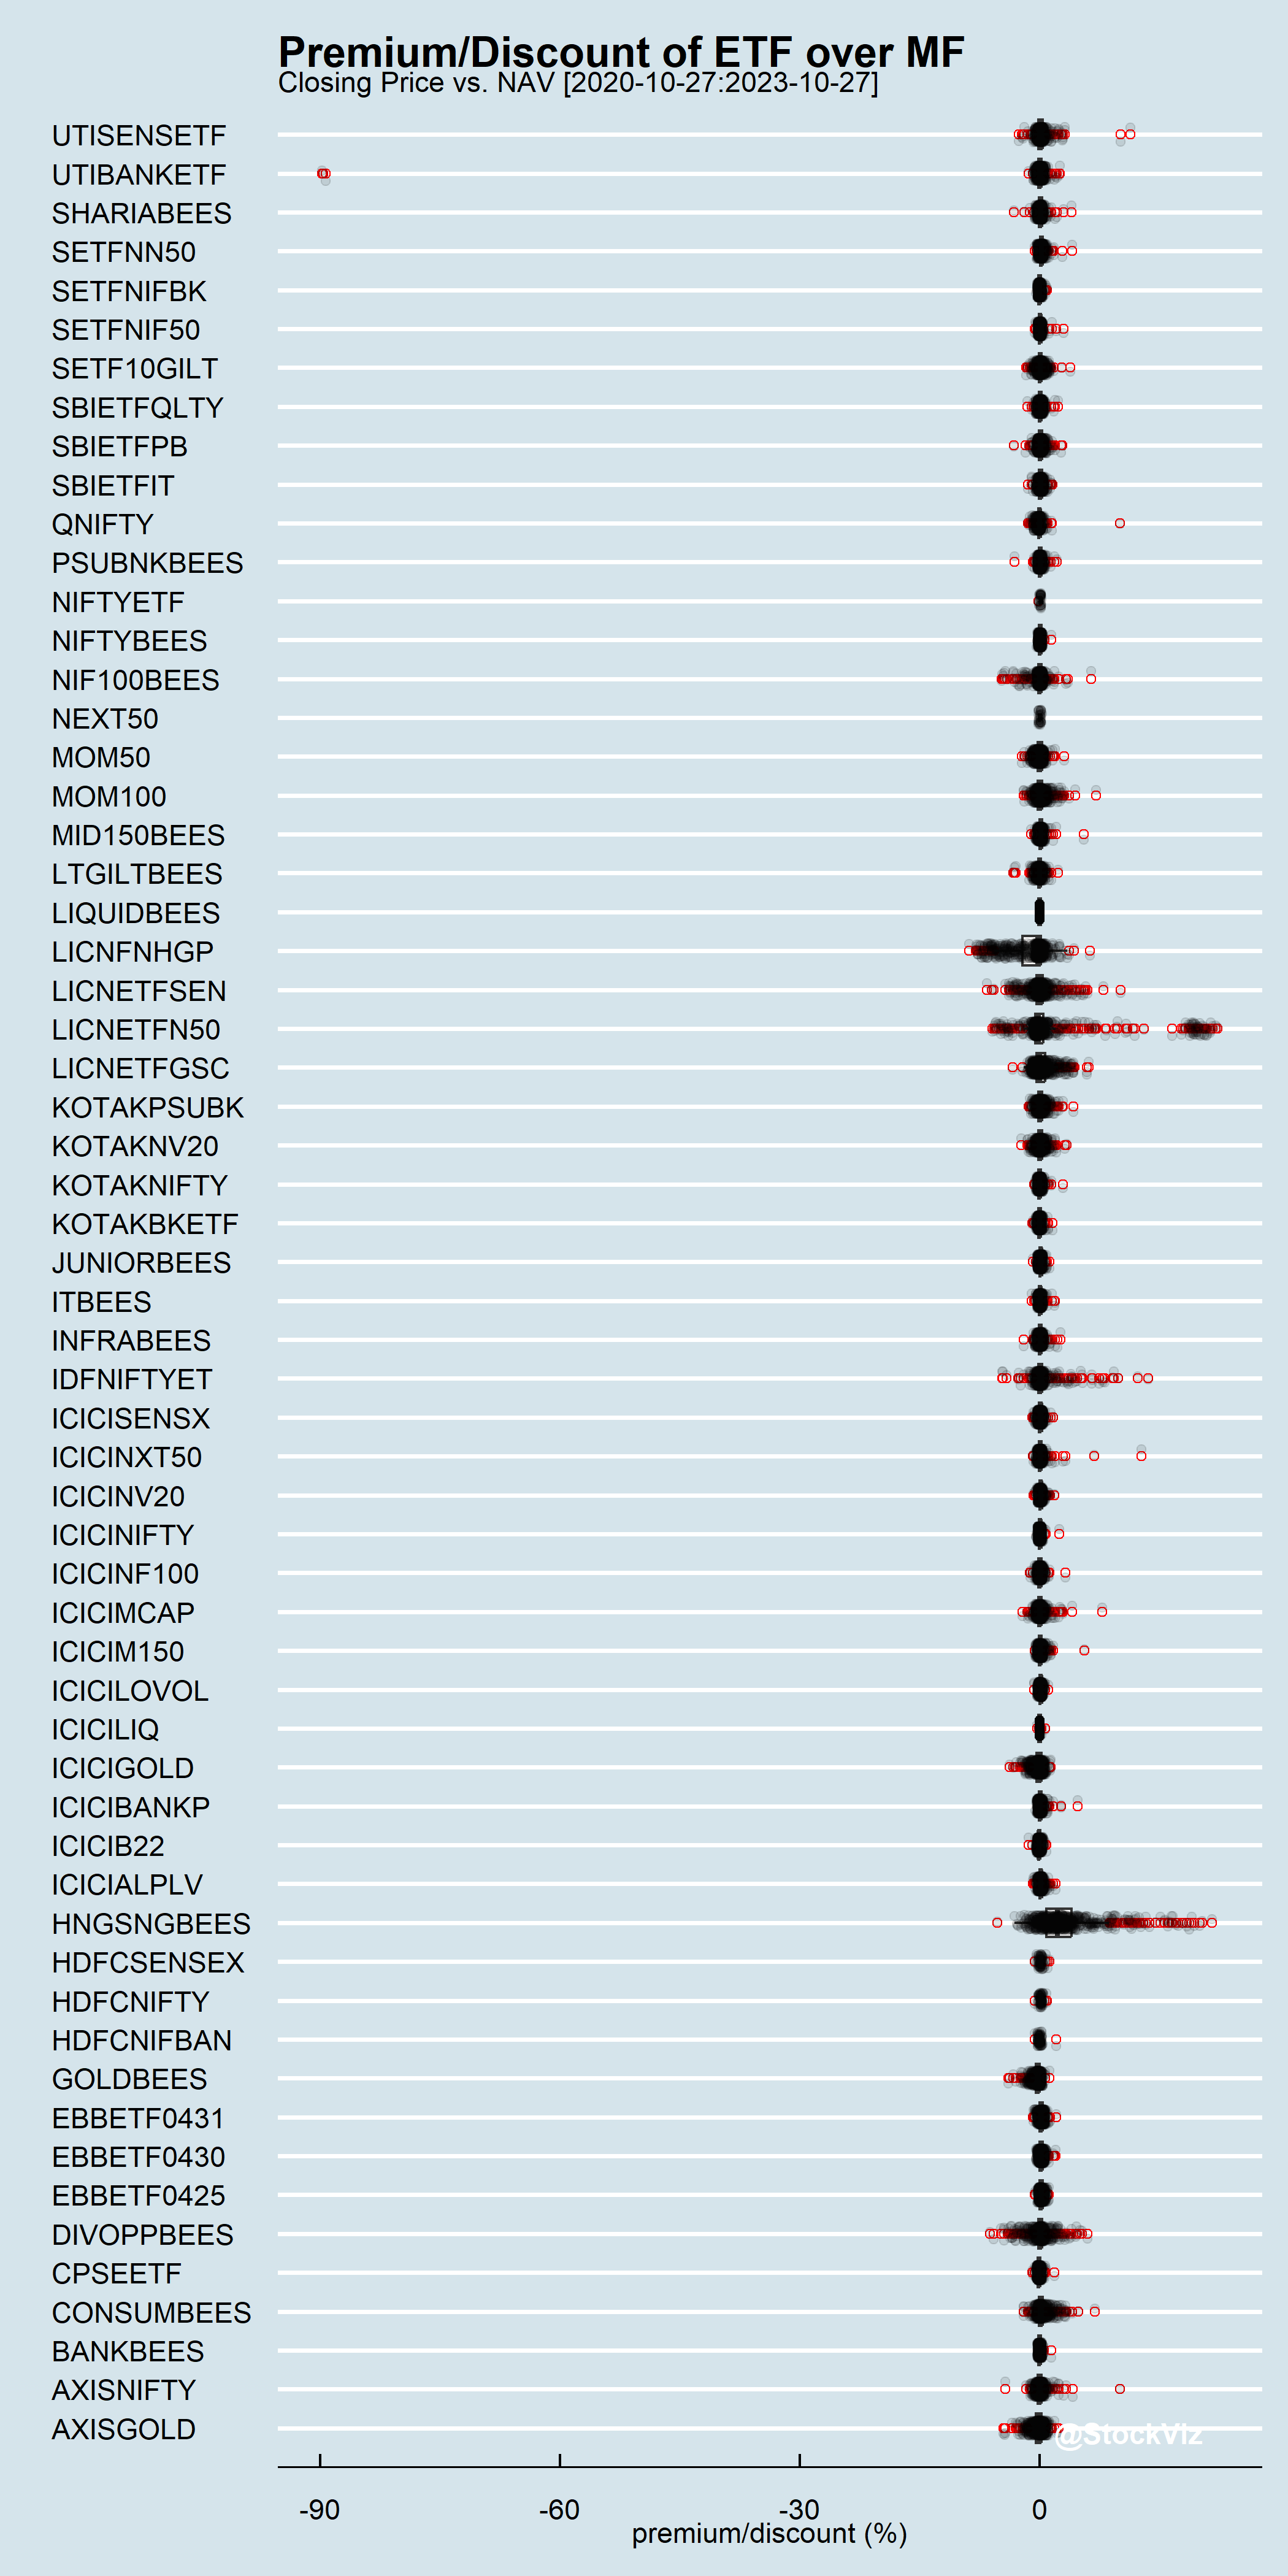 Premium/Discount of ETF over MF
Closing Price vs. NAV [2020-10-27:2023-10-27]
UTISENSETF
UTIBANKETF
SHARIABEES
SETFNN50
SETFNIFBK
SETFNIF50
SETF10GILT
SBIETFQLTY
SBIETFPB
SBIETFIT
QNIFTY
PSUBNKBEES
NIFTYETF
NIFTYBEES
NIF100BEES
NEXT50
MOM50
MOM100
MID150BEES
LTGILTBEES
LIQUIDBEES
LICNFNHGP
LICNETFSEN
LICNETFN50
LICNETFGSC
KOTAKPSUBK
KOTAKNV20
KOTAKNIFTY
KOTAKBKETF
JUNIORBEES
ITBEES
INFRABEES
IDFNIFTYET
ICICISENSX
ICICINXT50
ICICINV20
ICICINIFTY
ICICINF100
ICICIMCAP
ICICIM150
ICICILOVOL
ICICILIQ
ICICIGOLD
ICICIBANKP
ICICIB22
ICICIALPLV
HNGSNGBEES
HDFCSENSEX
HDFCNIFTY
HDFCNIFBAN
GOLDBEES
EBBETF0431
EBBETF0430
EBBETF0425
DIVOPPBEES
CPSEETF
CONSUMBEES
BANKBEES
AXISNIFTY
AXISGOLD
@StockViz
-90 -60 -30 0
premium/discount (%)